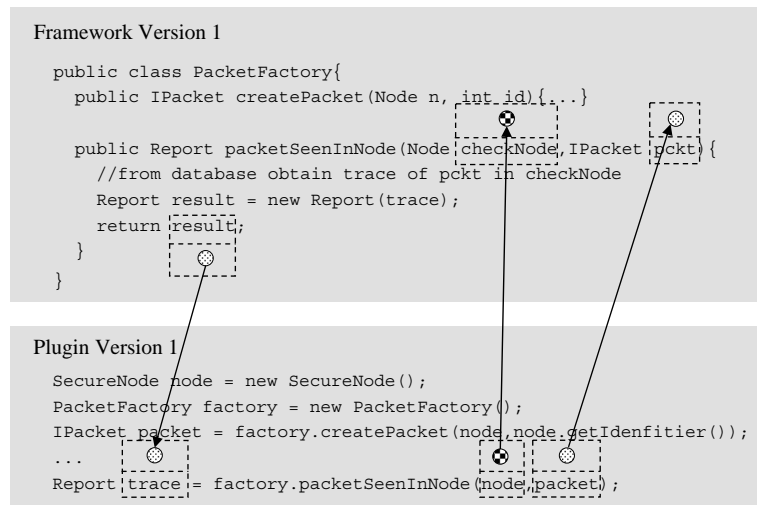 Framework Version 1
public class PacketFactory{
public IPacket createPacket(Node n, int id){...}
public Report packetSeenInNode(Node checkNode,IPacket pckt){
//from database obtain trace of pckt in checkNode
Report result = new Report(trace);
return result;
}
}
Plugin Version 1
SecureNode node = new SecureNode();
PacketFactory factory = new PacketFactory();
IPacket packet = factory.createPacket(node,node.getIdenfitier());
...
Report trace = factory.packetSeenInNode(node,packet);